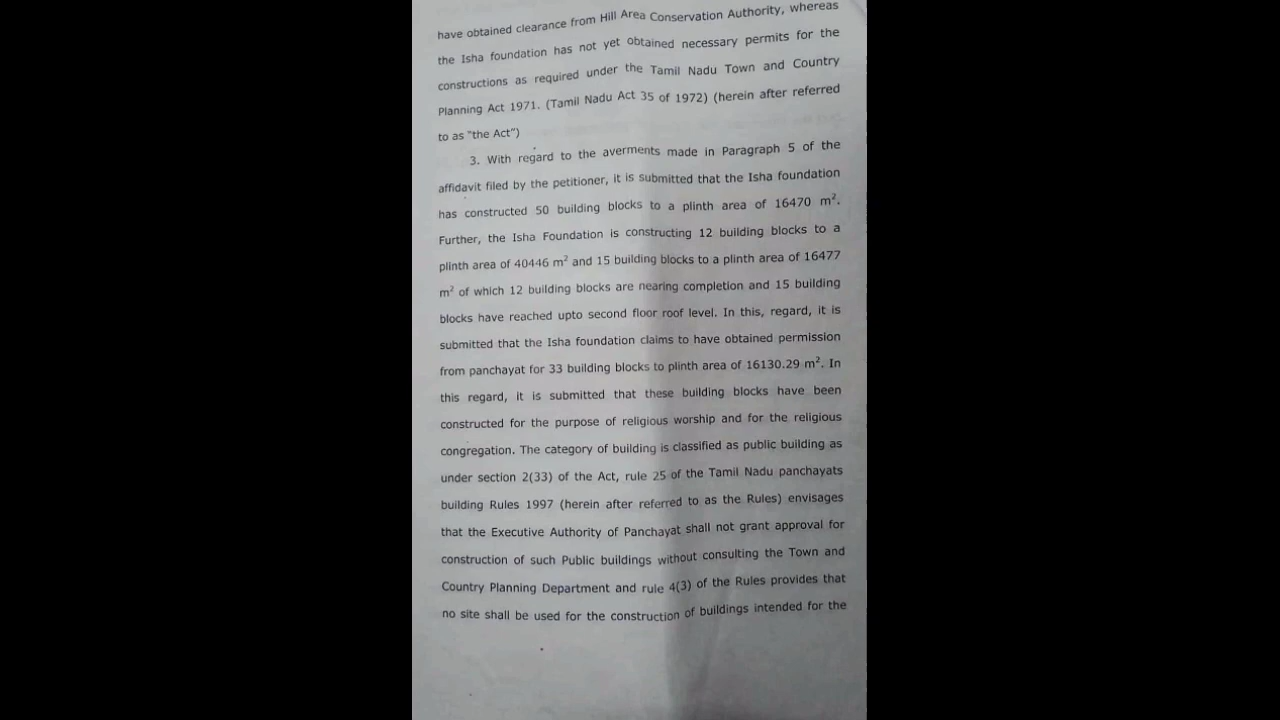 have obtained clearance from Hill Area Conservation Authority, whereas
the Isha foundation has not yet obtained necessary permits for the
constructions as required under the Tamil Nadu Town and Country
Planning Act 1971. (Tamil Nadu Act 35 of 1972) (herein after referred
to as "the Act")
3. With regard to the averments made in Paragraph 5 of the
affidavit filed by the petitioner, it is submitted that the Isha foundation
has constructed 50 building blocks to a plinth area of 16470 m².
Further, the Isha Foundation is constructing 12 building blocks to a
plinth area of 40446 m² and 15 building blocks to a plinth area of 16477
m² of which 12 building blocks are nearing completion and 15 building
blocks have reached upto second floor roof level. In this, regard, it is
submitted that the Isha foundation claims to have obtained permission
from panchayat for 33 building blocks to plinth area of 16130.29 m². In
this regard, it is submitted that these building blocks have been
constructed for the purpose of religious worship and for the religious
congregation. The category of building is classified as public building as
under section 2(33) of the Act, rule 25 of the Tamil Nadu panchayats
building Rules 1997 (herein after referred to as the Rules) envisages
that the Executive Authority of Panchayat shall not grant approval for
construction of such Public buildings without consulting the Town and
Country Planning Department and rule 4(3) of the Rules provides that
no site shall be used for the construction of buildings intended for the